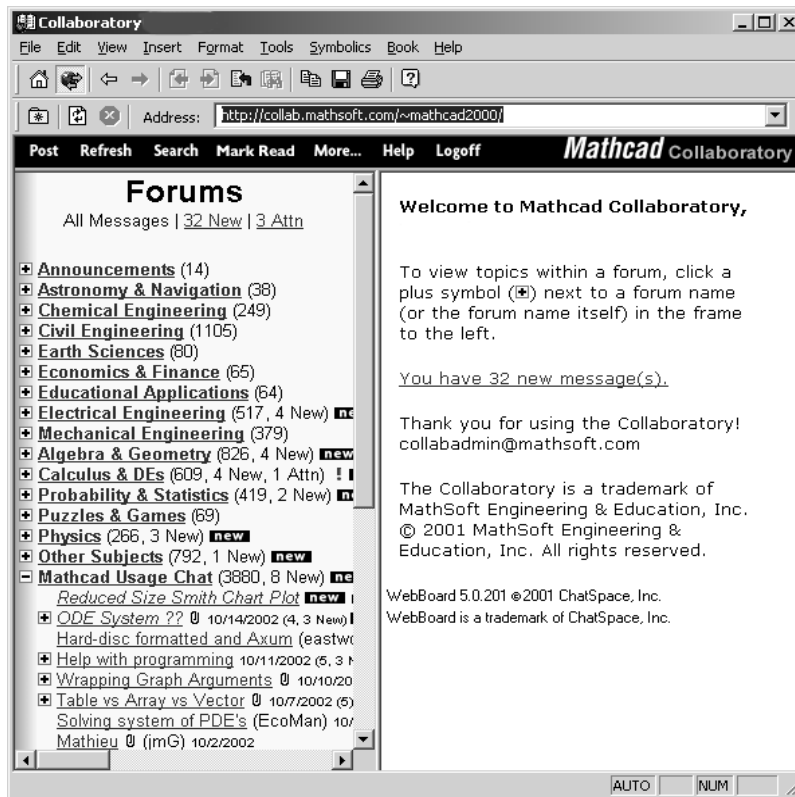 Collaboratory
File Edit View Insert Format Tools Symbolics Book Help
Address: http://collab.mathsoft.com/~mathcad2000/
Post Refresh Search Mark Read More... Help Logoff Mathcad Collaboratory
Forums
All Messages | 32 New | 3 Attn
Announcements (14)
Astronomy & Navigation (38)
Chemical Engineering (249)
Civil Engineering (1105)
Earth Sciences (80)
Economics & Finance (65)
Educational Applications (64)
Electrical Engineering (517, 4 New)
Mechanical Engineering (379)
Algebra & Geometry (826, 4 New) new
Calculus & DEs (609, 4 New, 1 Attn) !
Probability & Statistics (419, 2 New)
Puzzles & Games (69)
Physics (266, 3 New) new
Other Subjects (792, 1 New) new
Mathcad Usage Chat (3880, 8 New)
Reduced Size Smith Chart Plot new
ODE System ?? 10/14/2002 (4, 3 New)
Hard-disc formatted and Axum
Help with programming 10/11/2002 (5, 3
Wrapping Graph Arguments
Table vs Array vs Vector 10/7/2002 (5)
Solving system of PDE's (EcoMan)
Mathieu (jmG) 10/2/2002
Welcome to Mathcad Collaboratory,
To view topics within a forum, click a
plus symbol (+) next to a forum name
(or the forum name itself) in the frame
to the left.
You have 32 new message(s).
Thank you for using the Collaboratory!
collabadmin@mathsoft.com
The Collaboratory is a trademark of
MathSoft Engineering & Education, Inc.
© 2001 MathSoft Engineering &
Education, Inc. All rights reserved.
WebBoard 5.0.201 ©2001 ChatSpace, Inc.
WebBoard is a trademark of ChatSpace, Inc.
AUTO NUM